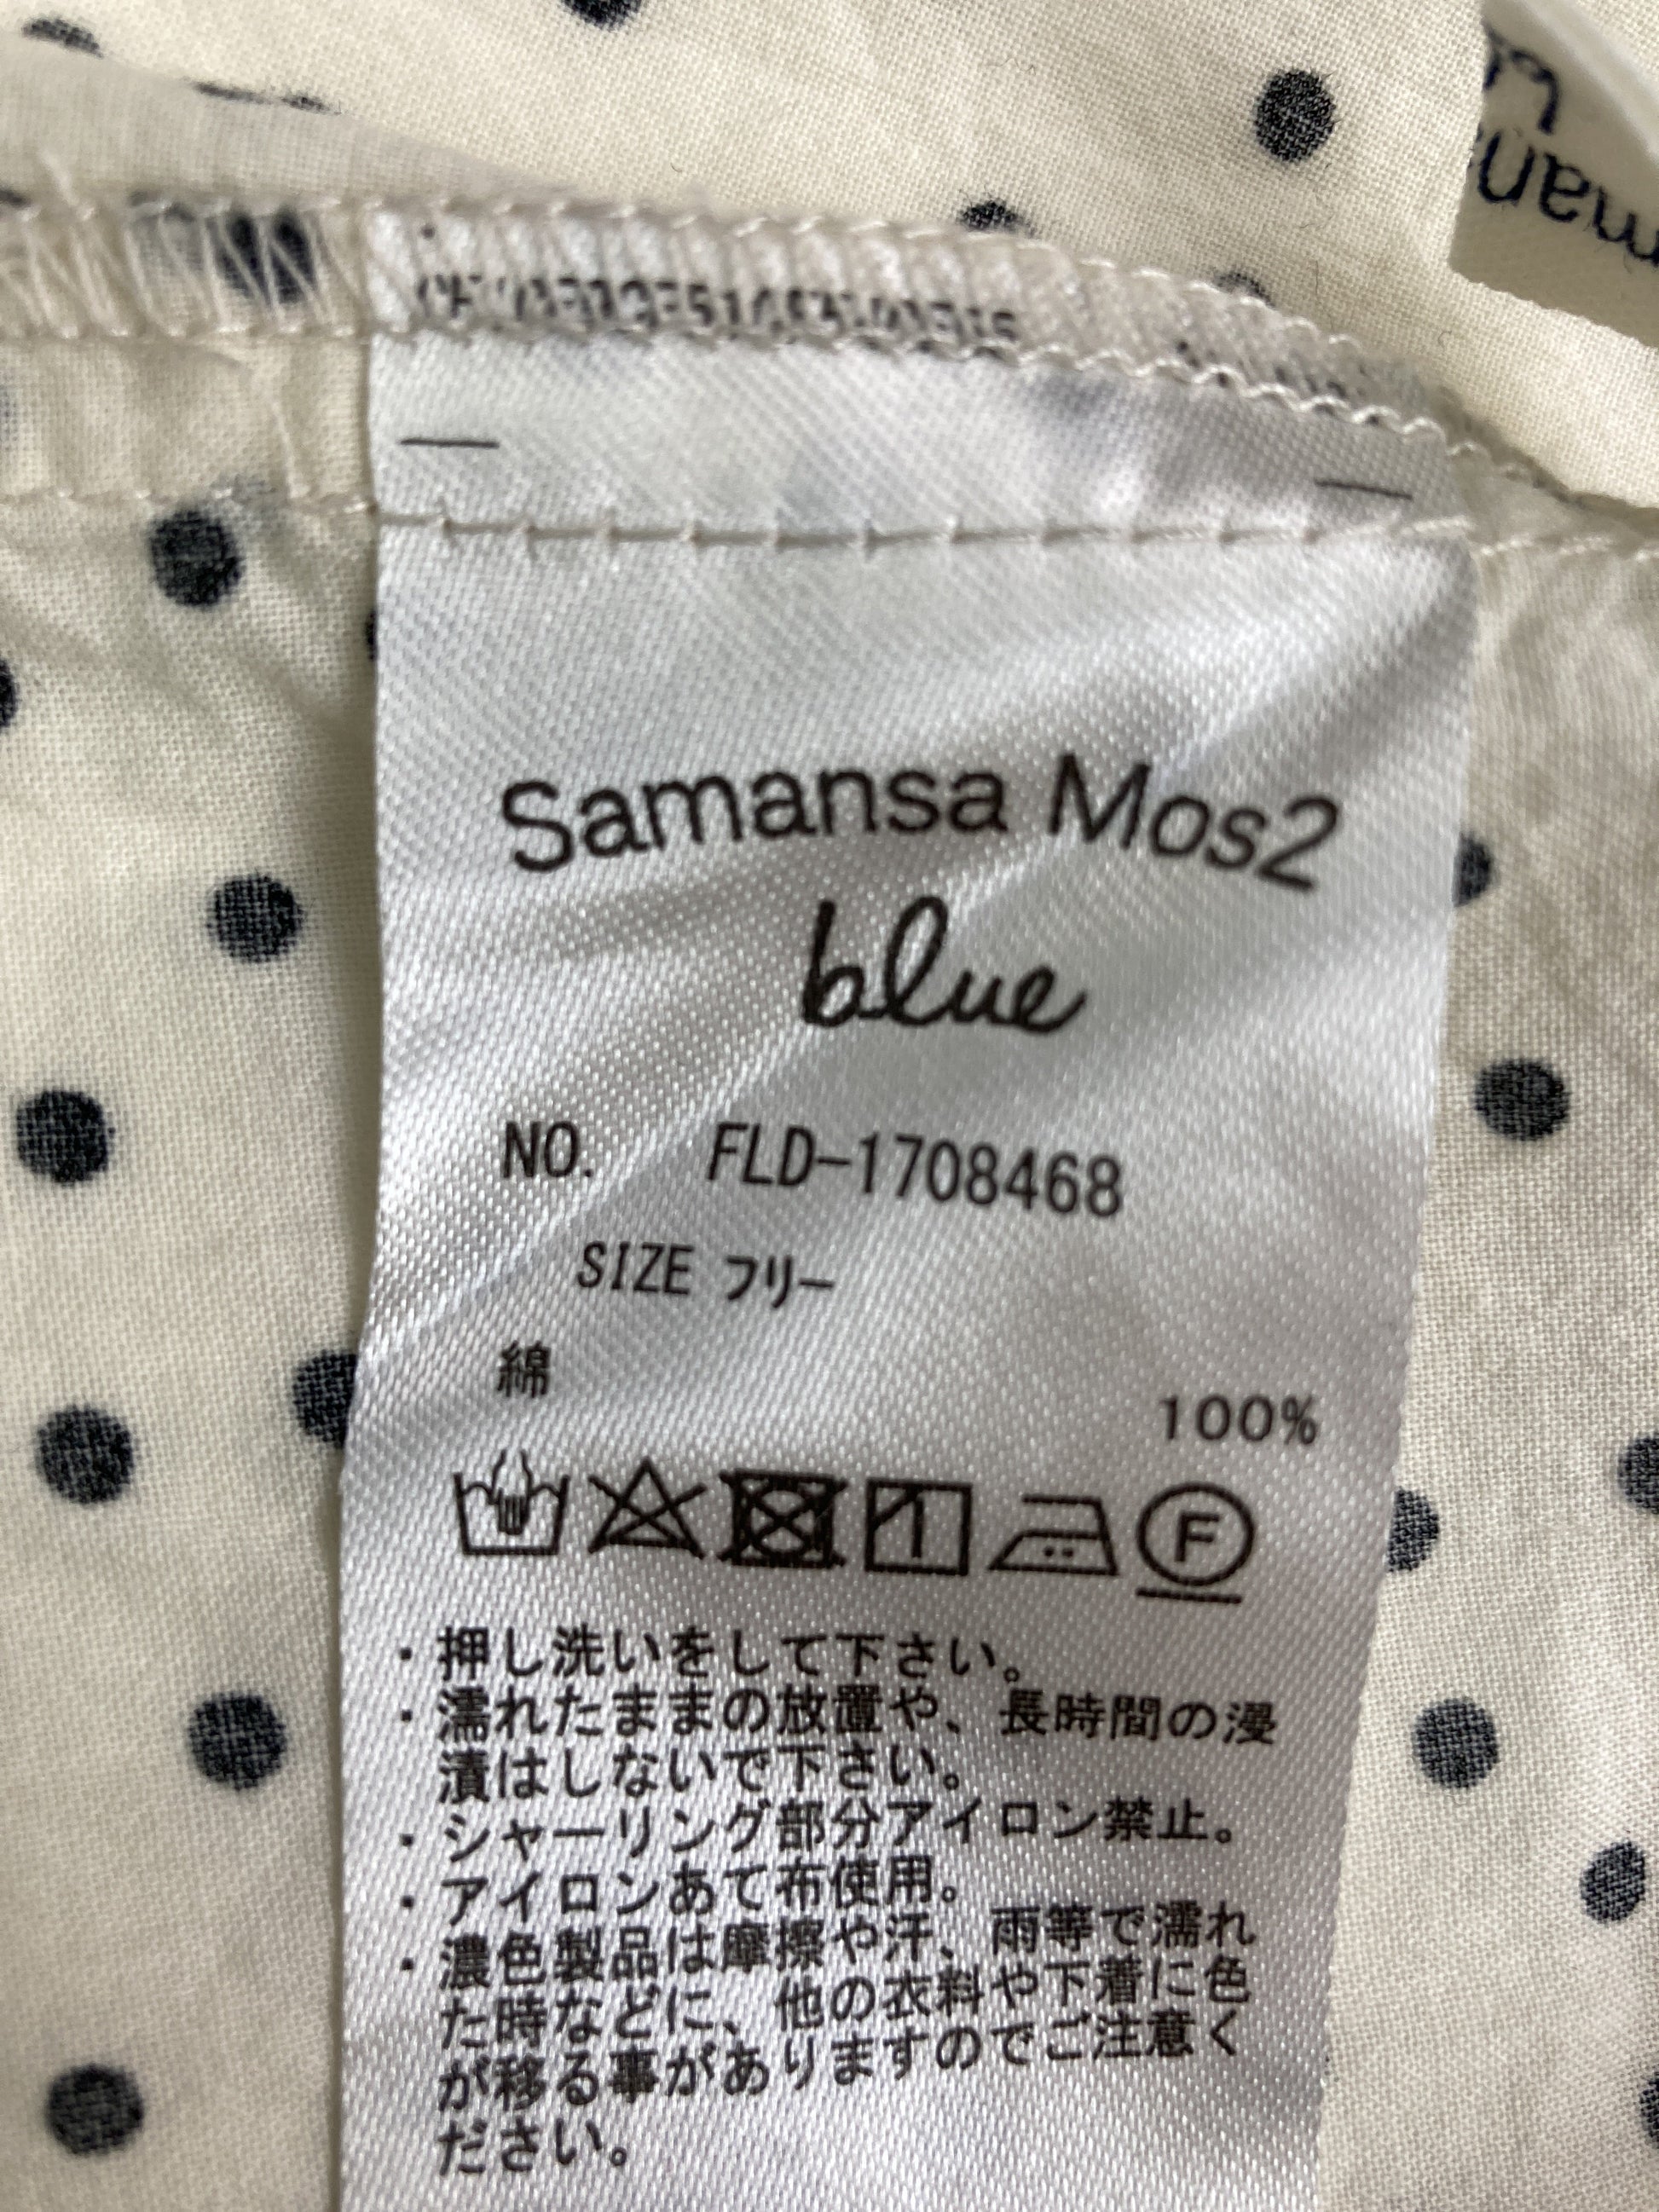 Samansa Mos2
blue
NO. FLD-1708468
SIZE フリー
綿 100%
1
F
・押し洗いをして下さい。
・濡れたままの放置や、長時間の浸
漬はしないで下さい。
・シャーリング部分アイロン禁止。
・アイロンあて布使用。
・濃色製品は摩擦や汗、雨等で濡れ
た時などに、他の衣料や下着に色
が移る事がありますのでご注意く
ださい。